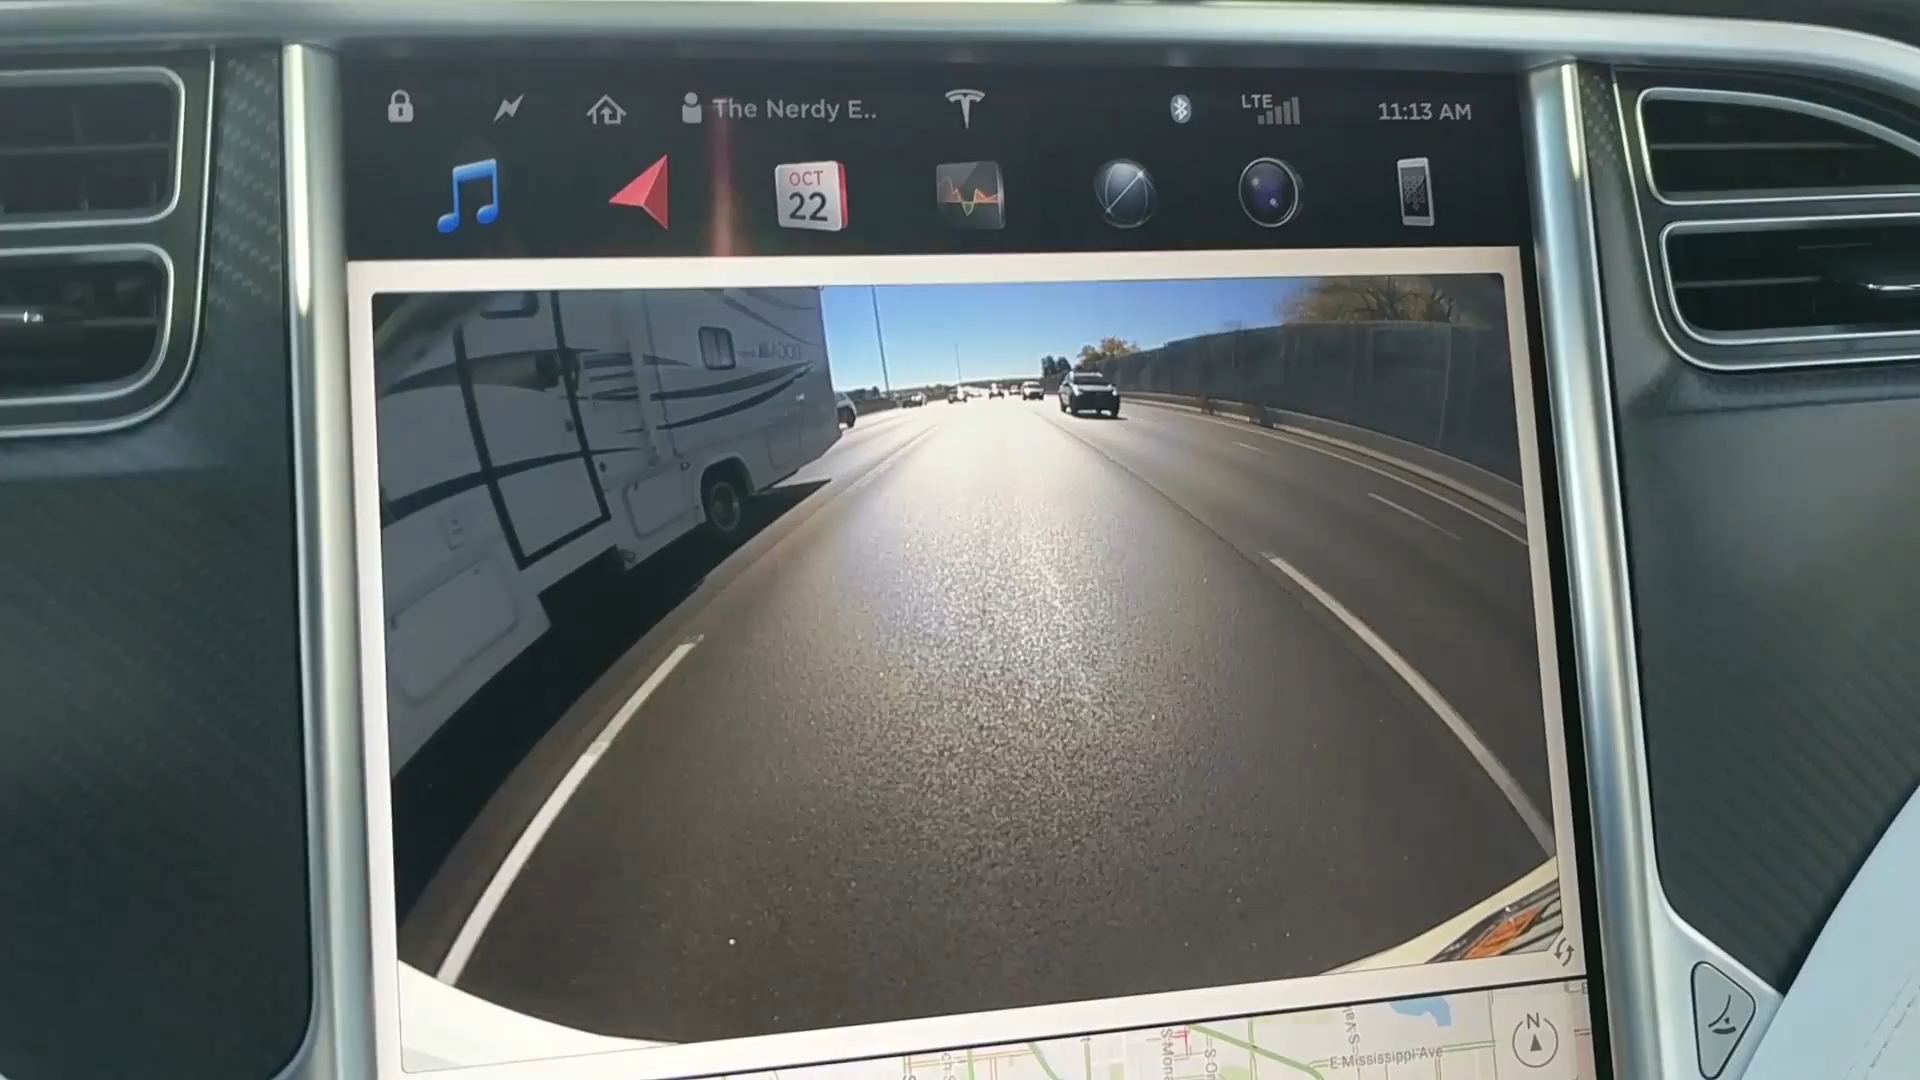 The Nerdy E..
LTE
11:13 AM
OCT
22
N
E Mississippi Ave